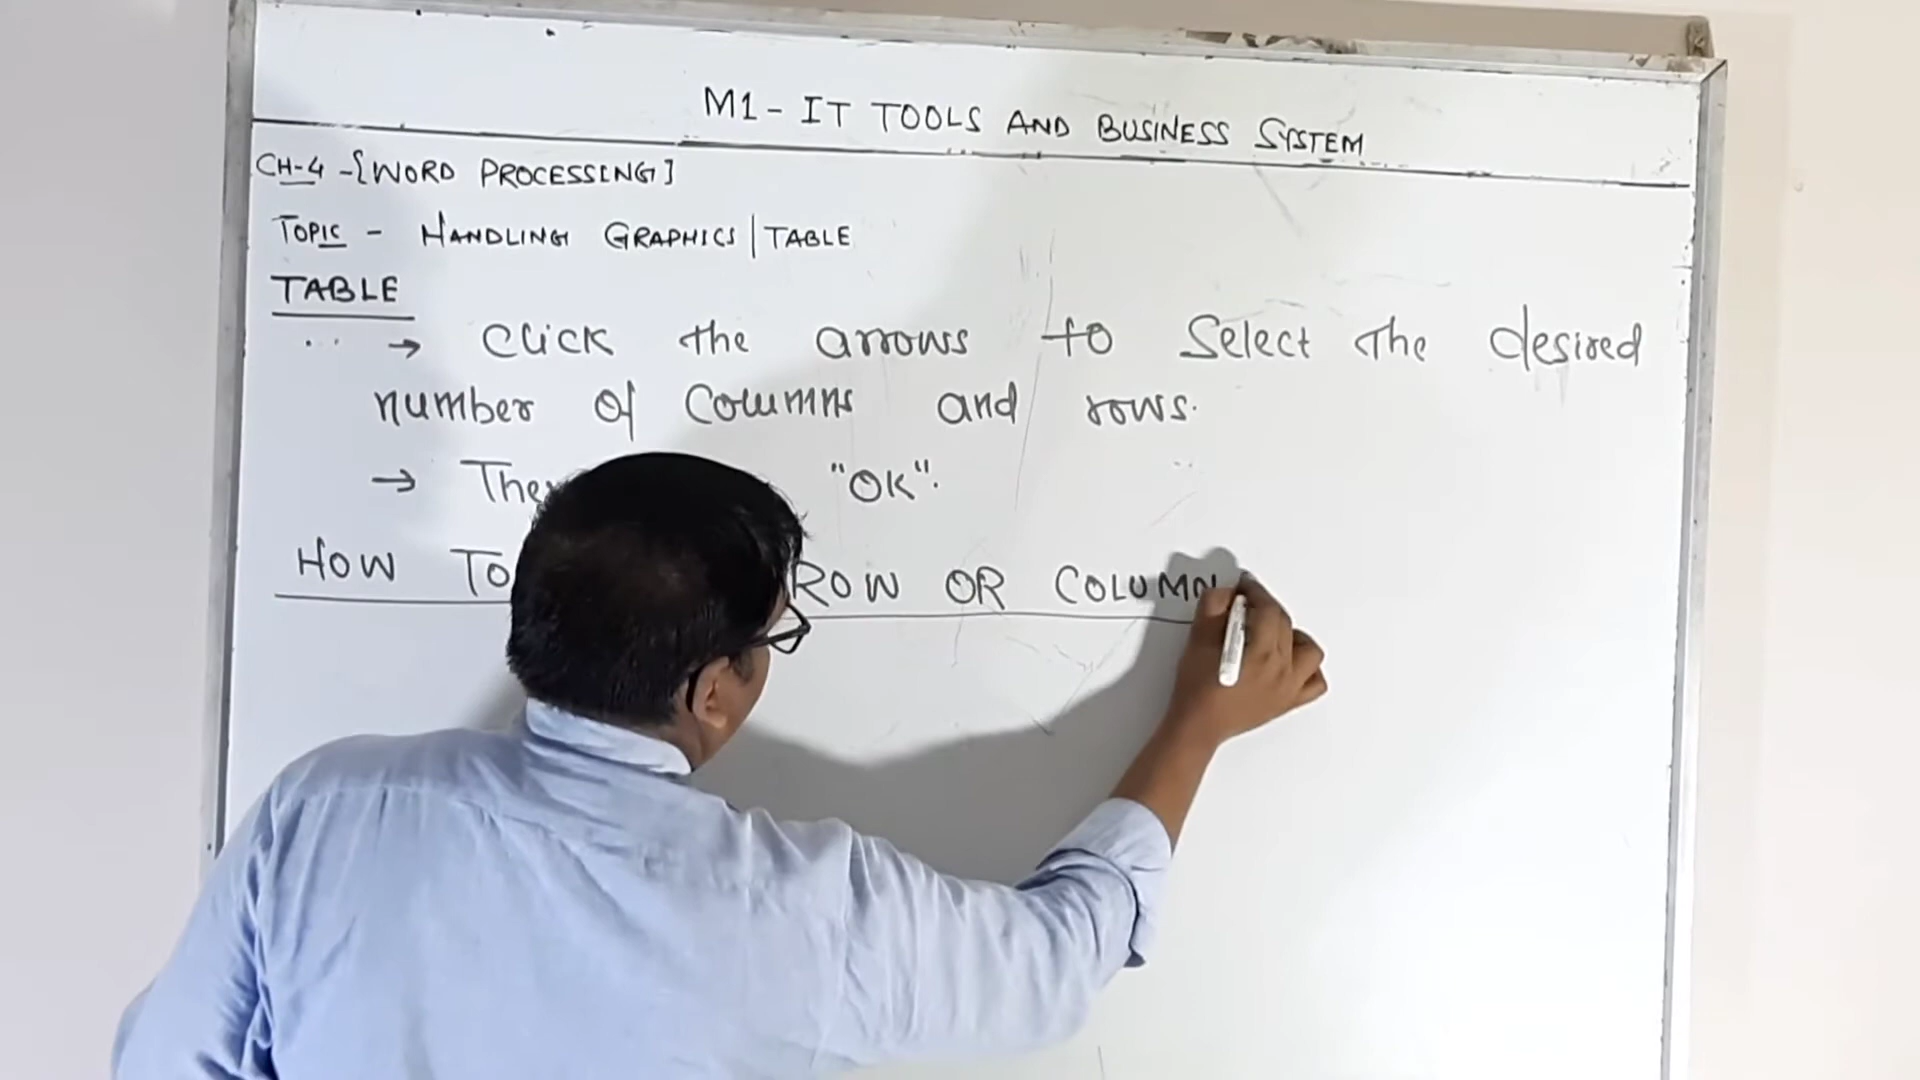 M1 - IT TOOLS AND BUSINESS SYSTEM
CH-4 -[WORD PROCESSING]
TOPIC - HANDLING GRAPHICS | TABLE
TABLE
→ Click the arrows to Select the desired
number of Columns and rows.
→ "OK".
HOW TO ROW OR COLUMN